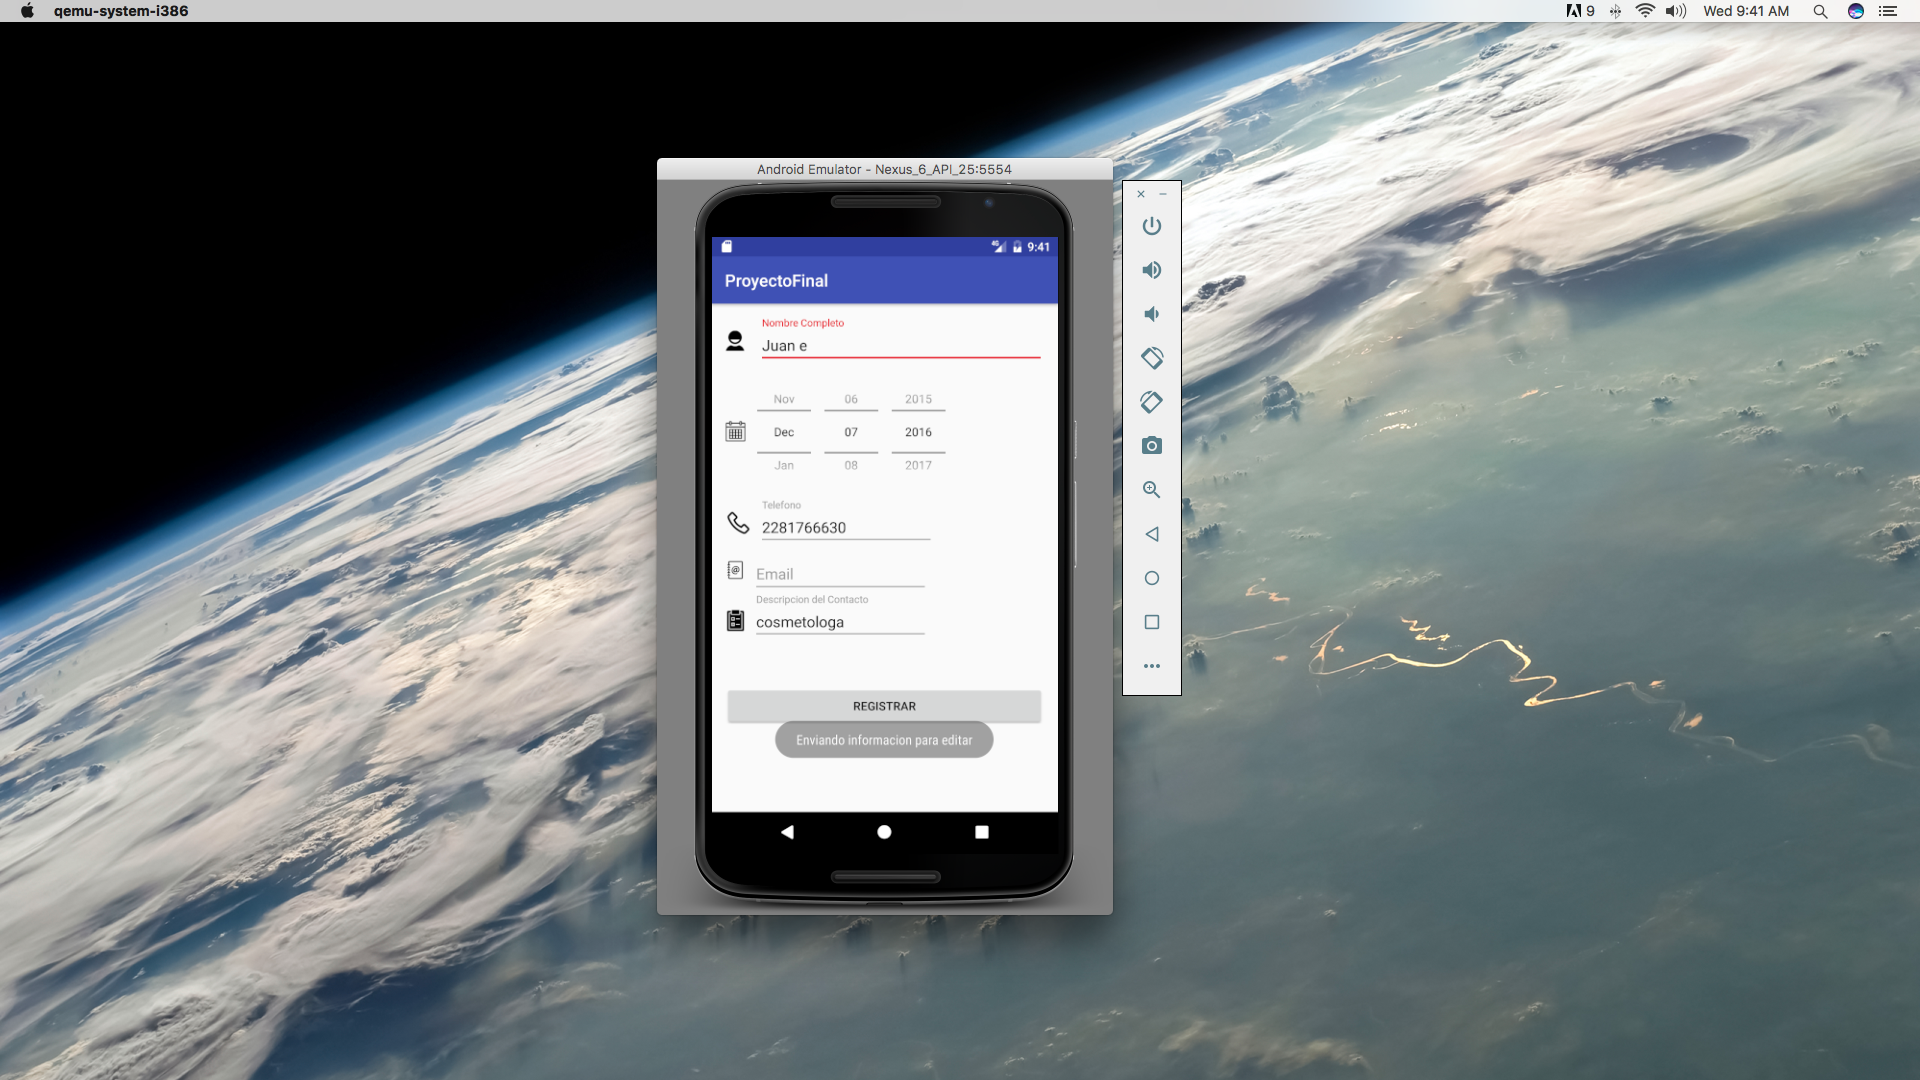 qemu-system-i386
9
Wed 9:41 AM
Android Emulator - Nexus_6_API_25:5554
4G
9:41
ProyectoFinal
Nombre Completo
Juan e
Nov 06 2015
Dec 07 2016
Jan 08 2017
Telefono
2281766630
Email
Descripcion del Contacto
cosmetologa
REGISTRAR
Enviando informacion para editar